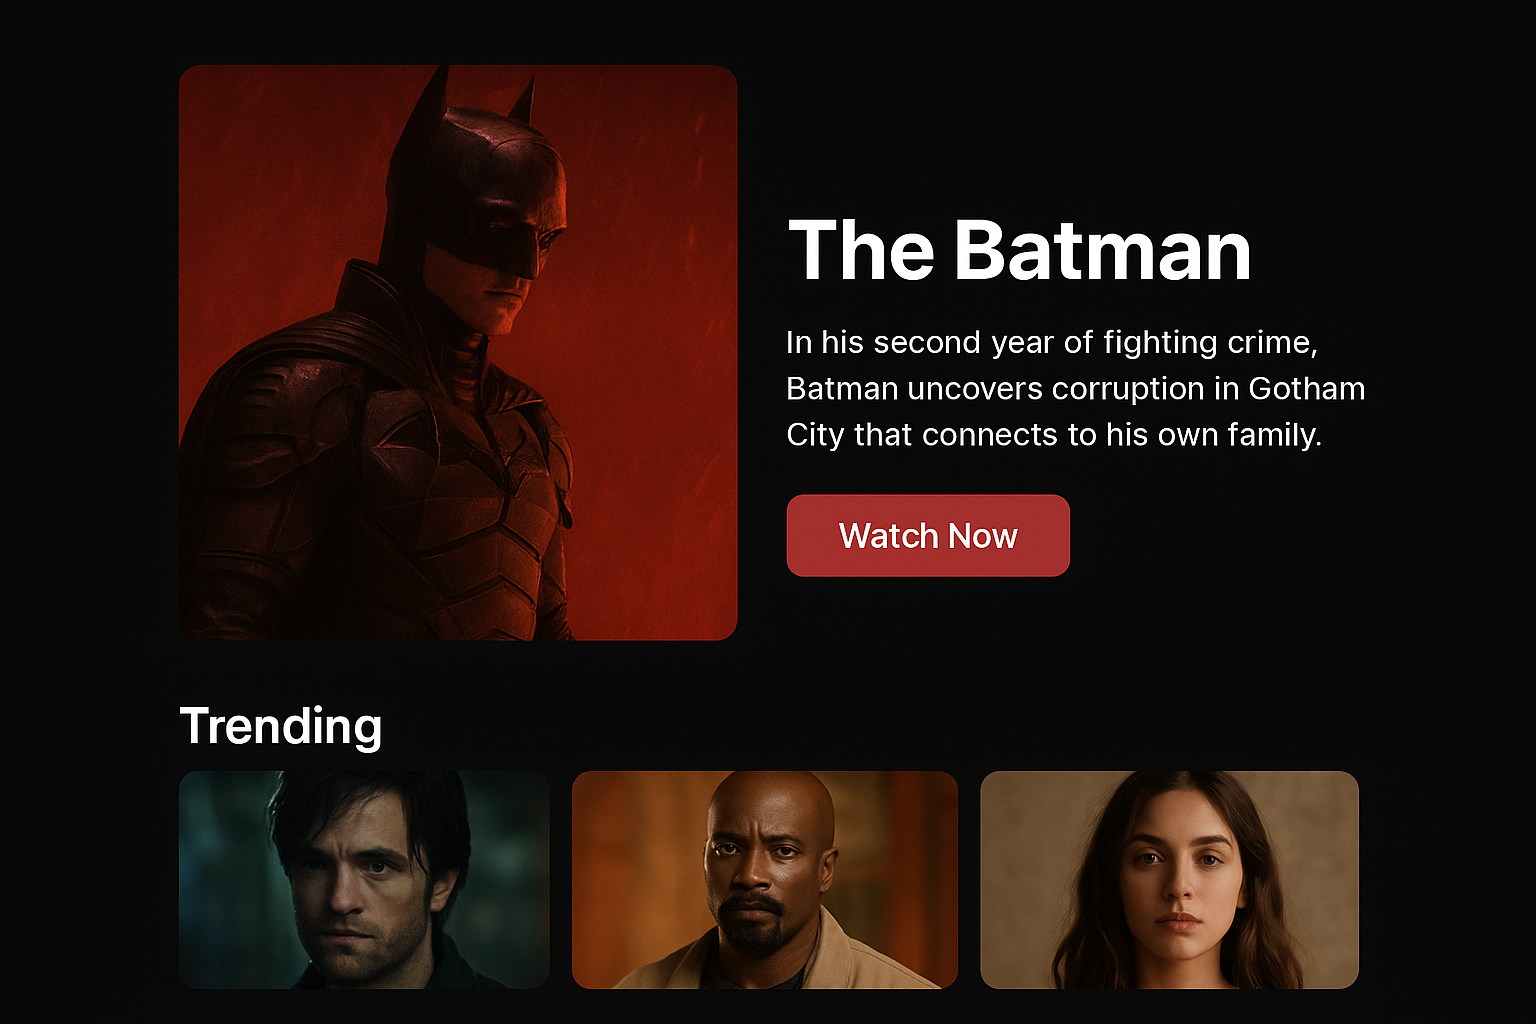 The Batman
In his second year of fighting crime,
Batman uncovers corruption in Gotham
City that connects to his own family.
Watch Now
Trending